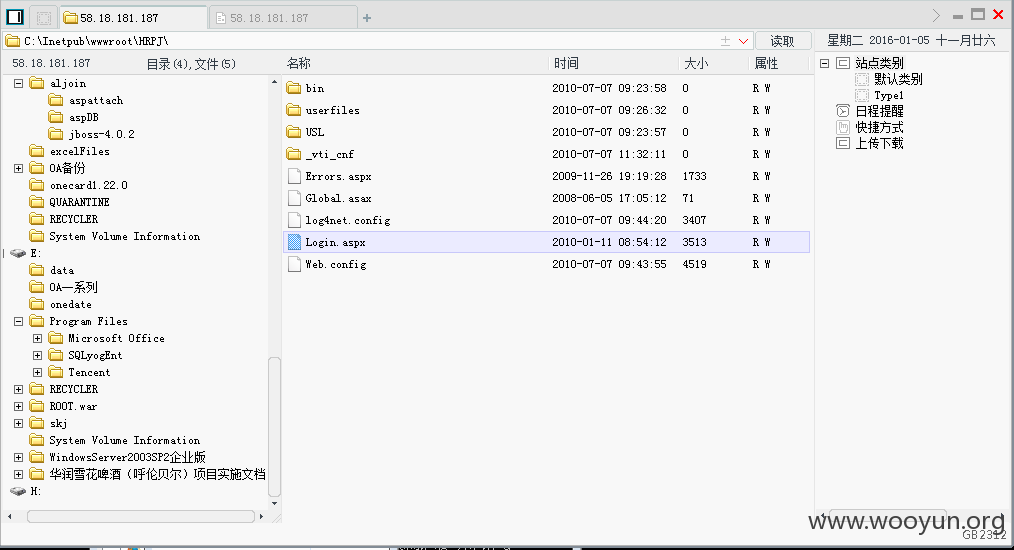 58.18.181.187
58.18.181.187
C:\Inetpub\wwwroot\HRPJ\
读取
星期二 2016-01-05 十一月廿六
58.18.181.187 目录(4),文件(5)
名称 时间 大小 属性
aljoin
aspattach
aspDB
jboss-4.0.2
excelFiles
OA备份
onecard1.22.0
QUARANTINE
RECYCLER
System Volume Information
E:
data
OA一系列
onedate
Program Files
Microsoft Office
SQLyogEnt
Tencent
RECYCLER
ROOT.war
skj
System Volume Information
WindowsServer2003SP2企业版
华润雪花啤酒（呼伦贝尔）项目实施文档
H:
bin 2010-07-07 09:23:58 0 R W
userfiles 2010-07-07 09:26:32 0 R W
USL 2010-07-07 09:23:57 0 R W
_vti_cnf 2010-07-07 11:32:11 0 R W
Errors.aspx 2009-11-26 19:19:28 1733 R W
Global.asax 2008-06-05 17:05:12 71 R W
log4net.config 2010-07-07 09:44:20 3407 R W
Login.aspx 2010-01-11 08:54:12 3513 R W
Web.config 2010-07-07 09:43:55 4519 R W
站点类别
默认类别
Type1
日程提醒
快捷方式
上传下载
www.wooyun.org
GB2312